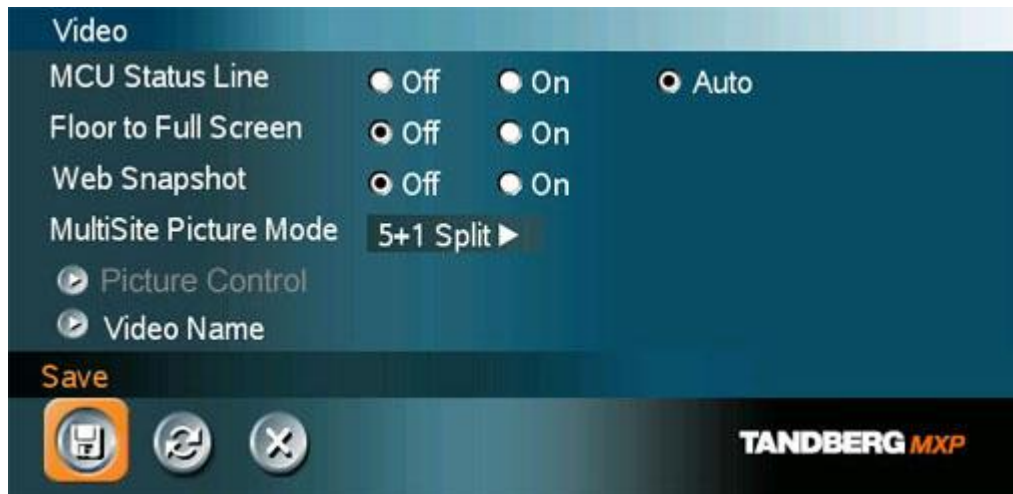 Video
MCU Status Line Off On Auto
Floor to Full Screen Off On
Web Snapshot Off On
MultiSite Picture Mode 5+1 Split
Picture Control
Video Name
Save
TANDBERG MXP